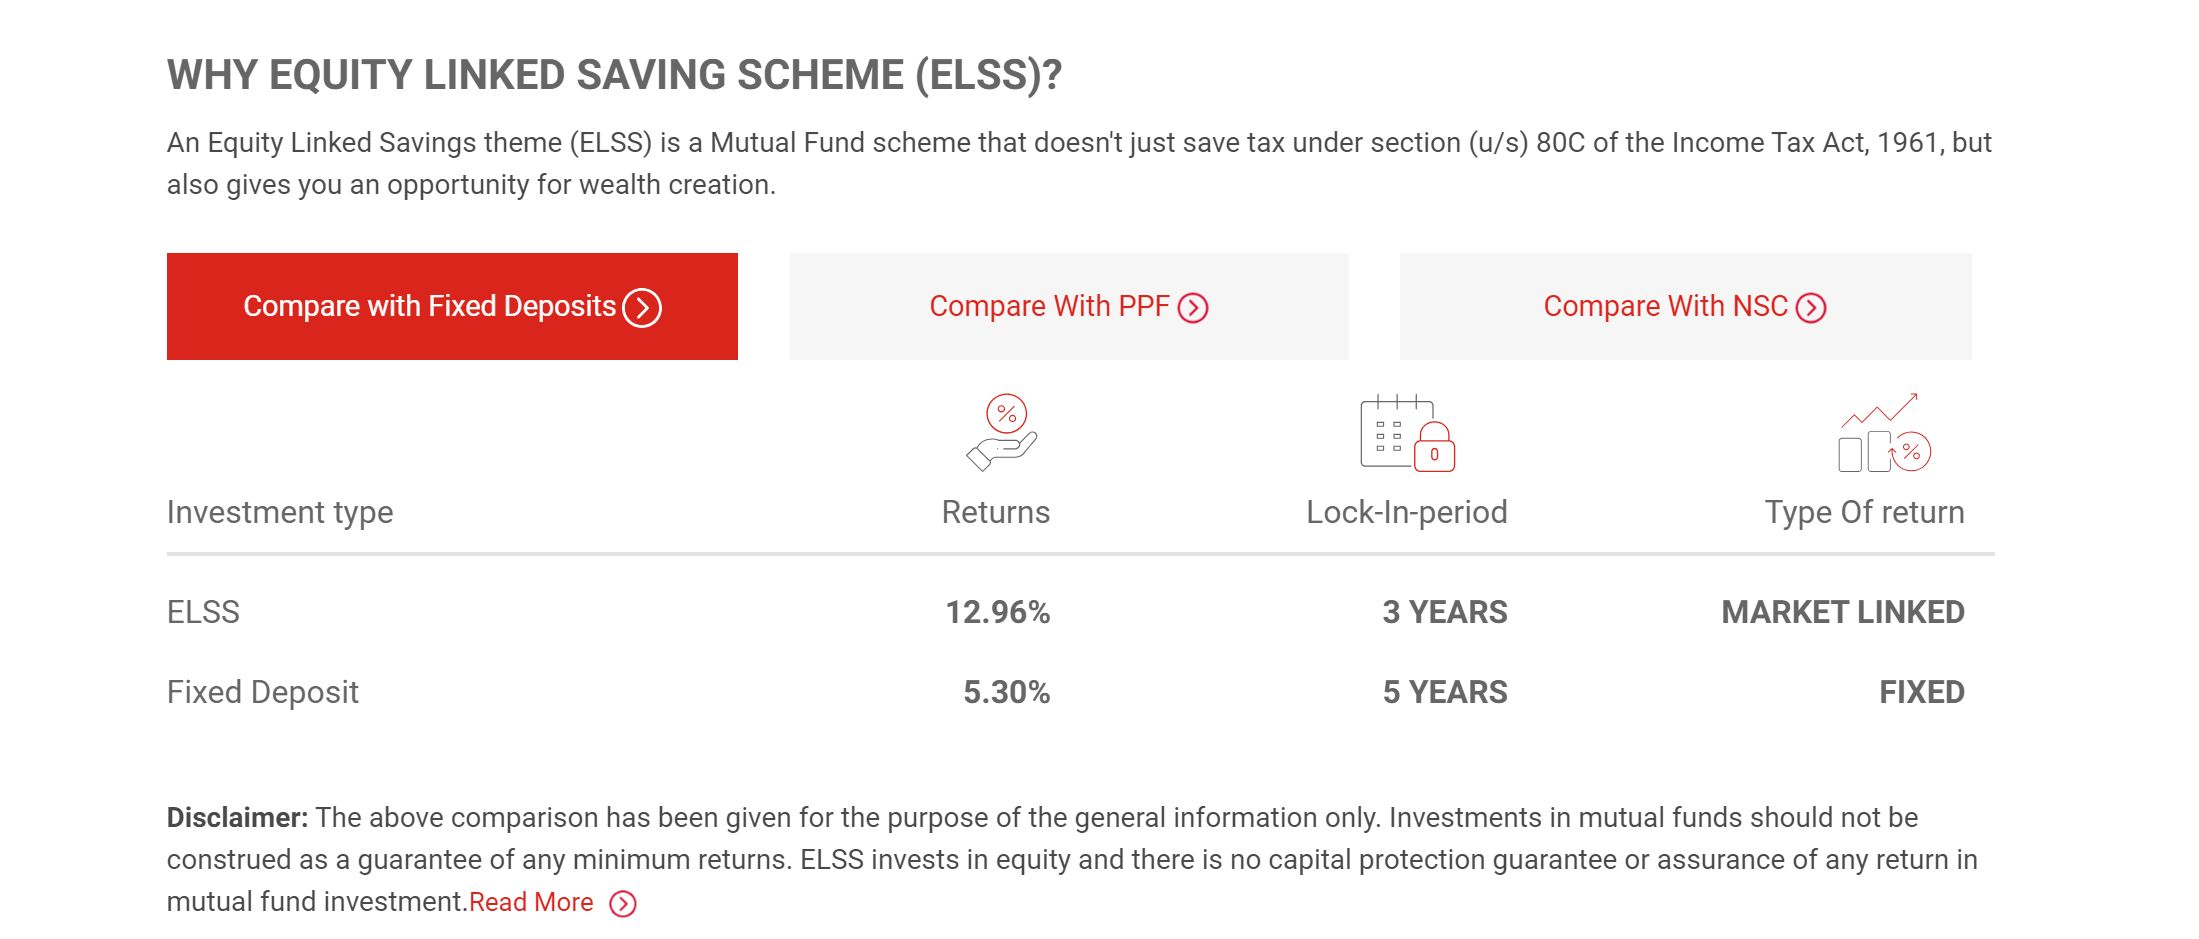 WHY EQUITY LINKED SAVING SCHEME (ELSS)?
An Equity Linked Savings theme (ELSS) is a Mutual Fund scheme that doesn't just save tax under section (u/s) 80C of the Income Tax Act, 1961, but
also gives you an opportunity for wealth creation.
Compare with Fixed Deposits
Compare With PPF
Compare With NSC
Investment type Returns Lock-In-period Type Of return
ELSS 12.96% 3 YEARS MARKET LINKED
Fixed Deposit 5.30% 5 YEARS FIXED
Disclaimer: The above comparison has been given for the purpose of the general information only. Investments in mutual funds should not be
construed as a guarantee of any minimum returns. ELSS invests in equity and there is no capital protection guarantee or assurance of any return in
mutual fund investment.Read More